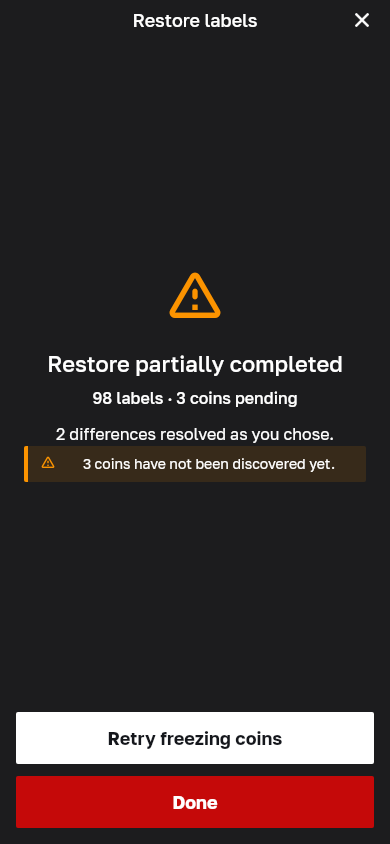 Restore labels
Restore partially completed
98 labels · 3 coins pending
2 differences resolved as you chose.
3 coins have not been discovered yet.
Retry freezing coins
Done